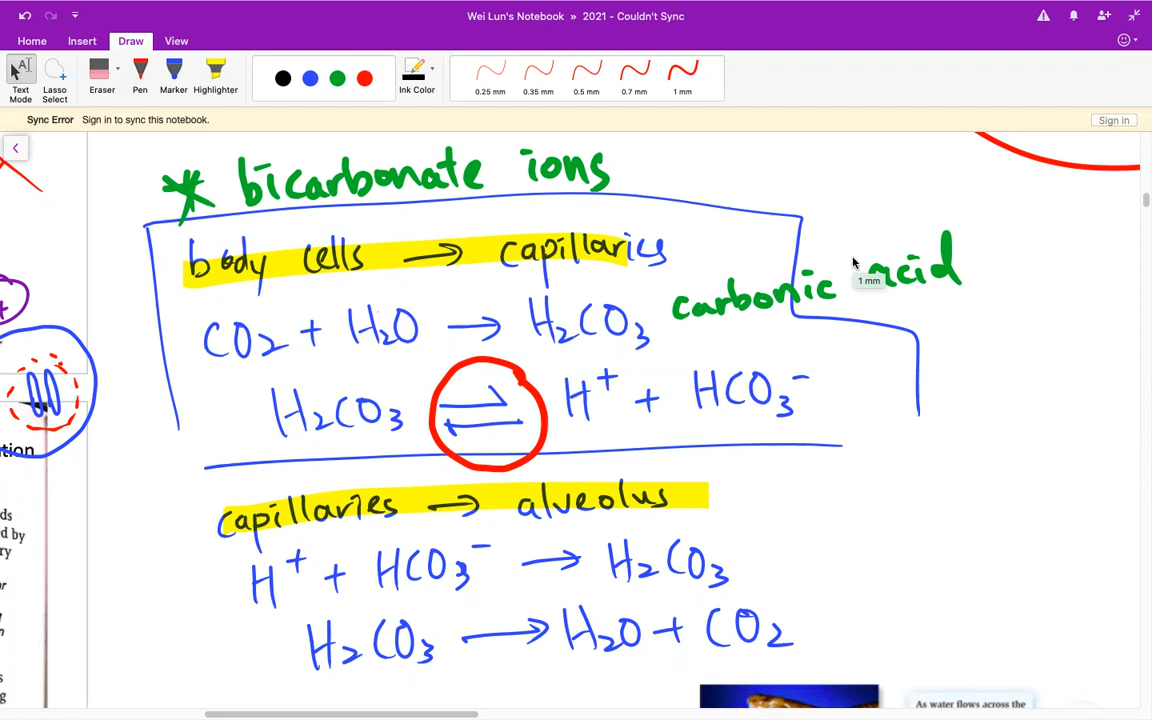 Wei Lun's Notebook » 2021 - Couldn't Sync
Home Insert Draw View
Text Mode
Lasso Select
Eraser
Pen
Marker
Highlighter
Ink Color
0.25 mm
0.35 mm
0.5 mm
0.7 mm
1 mm
Sync Error Sign in to sync this notebook.
Sign in
* bicarbonate ions
body cells → capillaries
carbonic acid
1 mm
CO₂ + H₂O → H₂CO₃
H₂CO₃ ⇌ H⁺ + HCO₃⁻
capillaries → alveolus
H⁺ + HCO₃⁻ → H₂CO₃
H₂CO₃ → H₂O + CO₂
As water flows across the